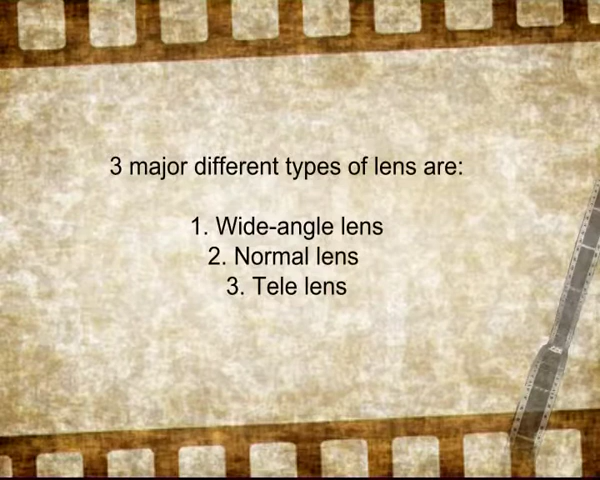 3 major different types of lens are:
1. Wide-angle lens
2. Normal lens
3. Tele lens